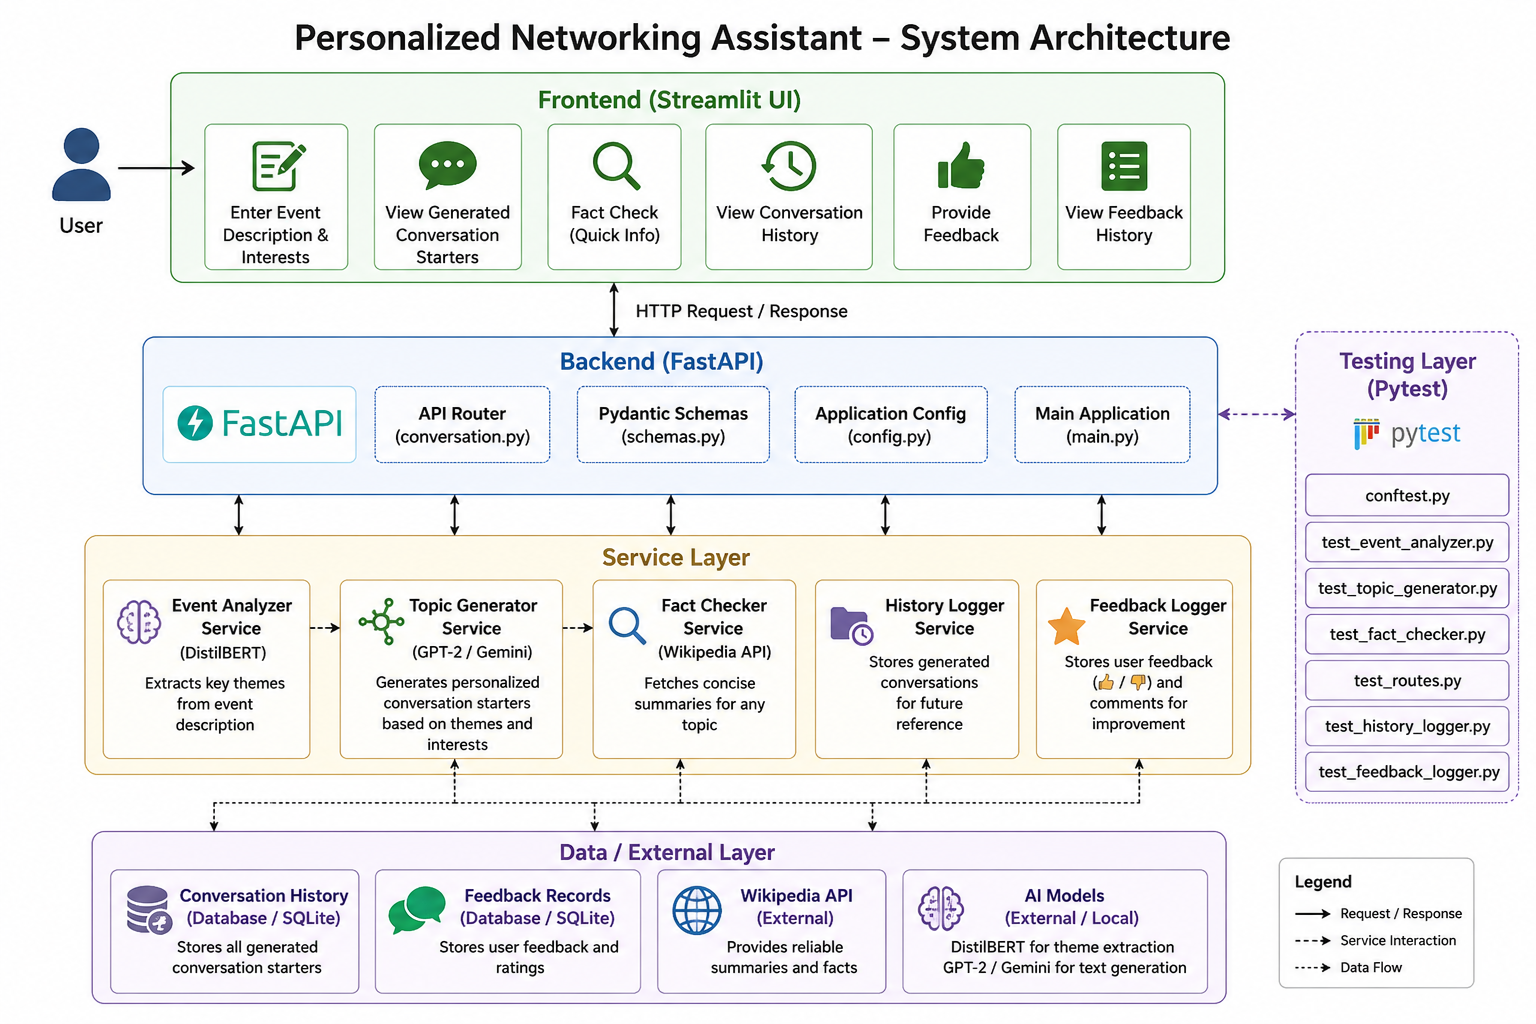 Personalized Networking Assistant – System Architecture
Frontend (Streamlit UI)
User
Enter Event
Description &
Interests
View Generated
Conversation
Starters
Fact Check
(Quick Info)
View Conversation
History
Provide
Feedback
View Feedback
History
HTTP Request / Response
Backend (FastAPI)
FastAPI
API Router
(conversation.py)
Pydantic Schemas
(schemas.py)
Application Config
(config.py)
Main Application
(main.py)
Testing Layer
(Pytest)
pytest
conftest.py
test_event_analyzer.py
test_topic_generator.py
test_fact_checker.py
test_routes.py
test_history_logger.py
test_feedback_logger.py
Service Layer
Event Analyzer
Service
(DistilBERT)
Extracts key themes
from event
description
Topic Generator
Service
(GPT-2 / Gemini)
Generates personalized
conversation starters
based on themes and
interests
Fact Checker
Service
(Wikipedia API)
Fetches concise
summaries for any
topic
History Logger
Service
Stores generated
conversations
for future
reference
Feedback Logger
Service
Stores user feedback
(👍 / 👎) and
comments for
improvement
Data / External Layer
Conversation History
(Database / SQLite)
Stores all generated
conversation starters
Feedback Records
(Database / SQLite)
Stores user feedback and
ratings
Wikipedia API
(External)
Provides reliable
summaries and facts
AI Models
(External / Local)
DistilBERT for theme extraction
GPT-2 / Gemini for text generation
Legend
Request / Response
Service Interaction
Data Flow